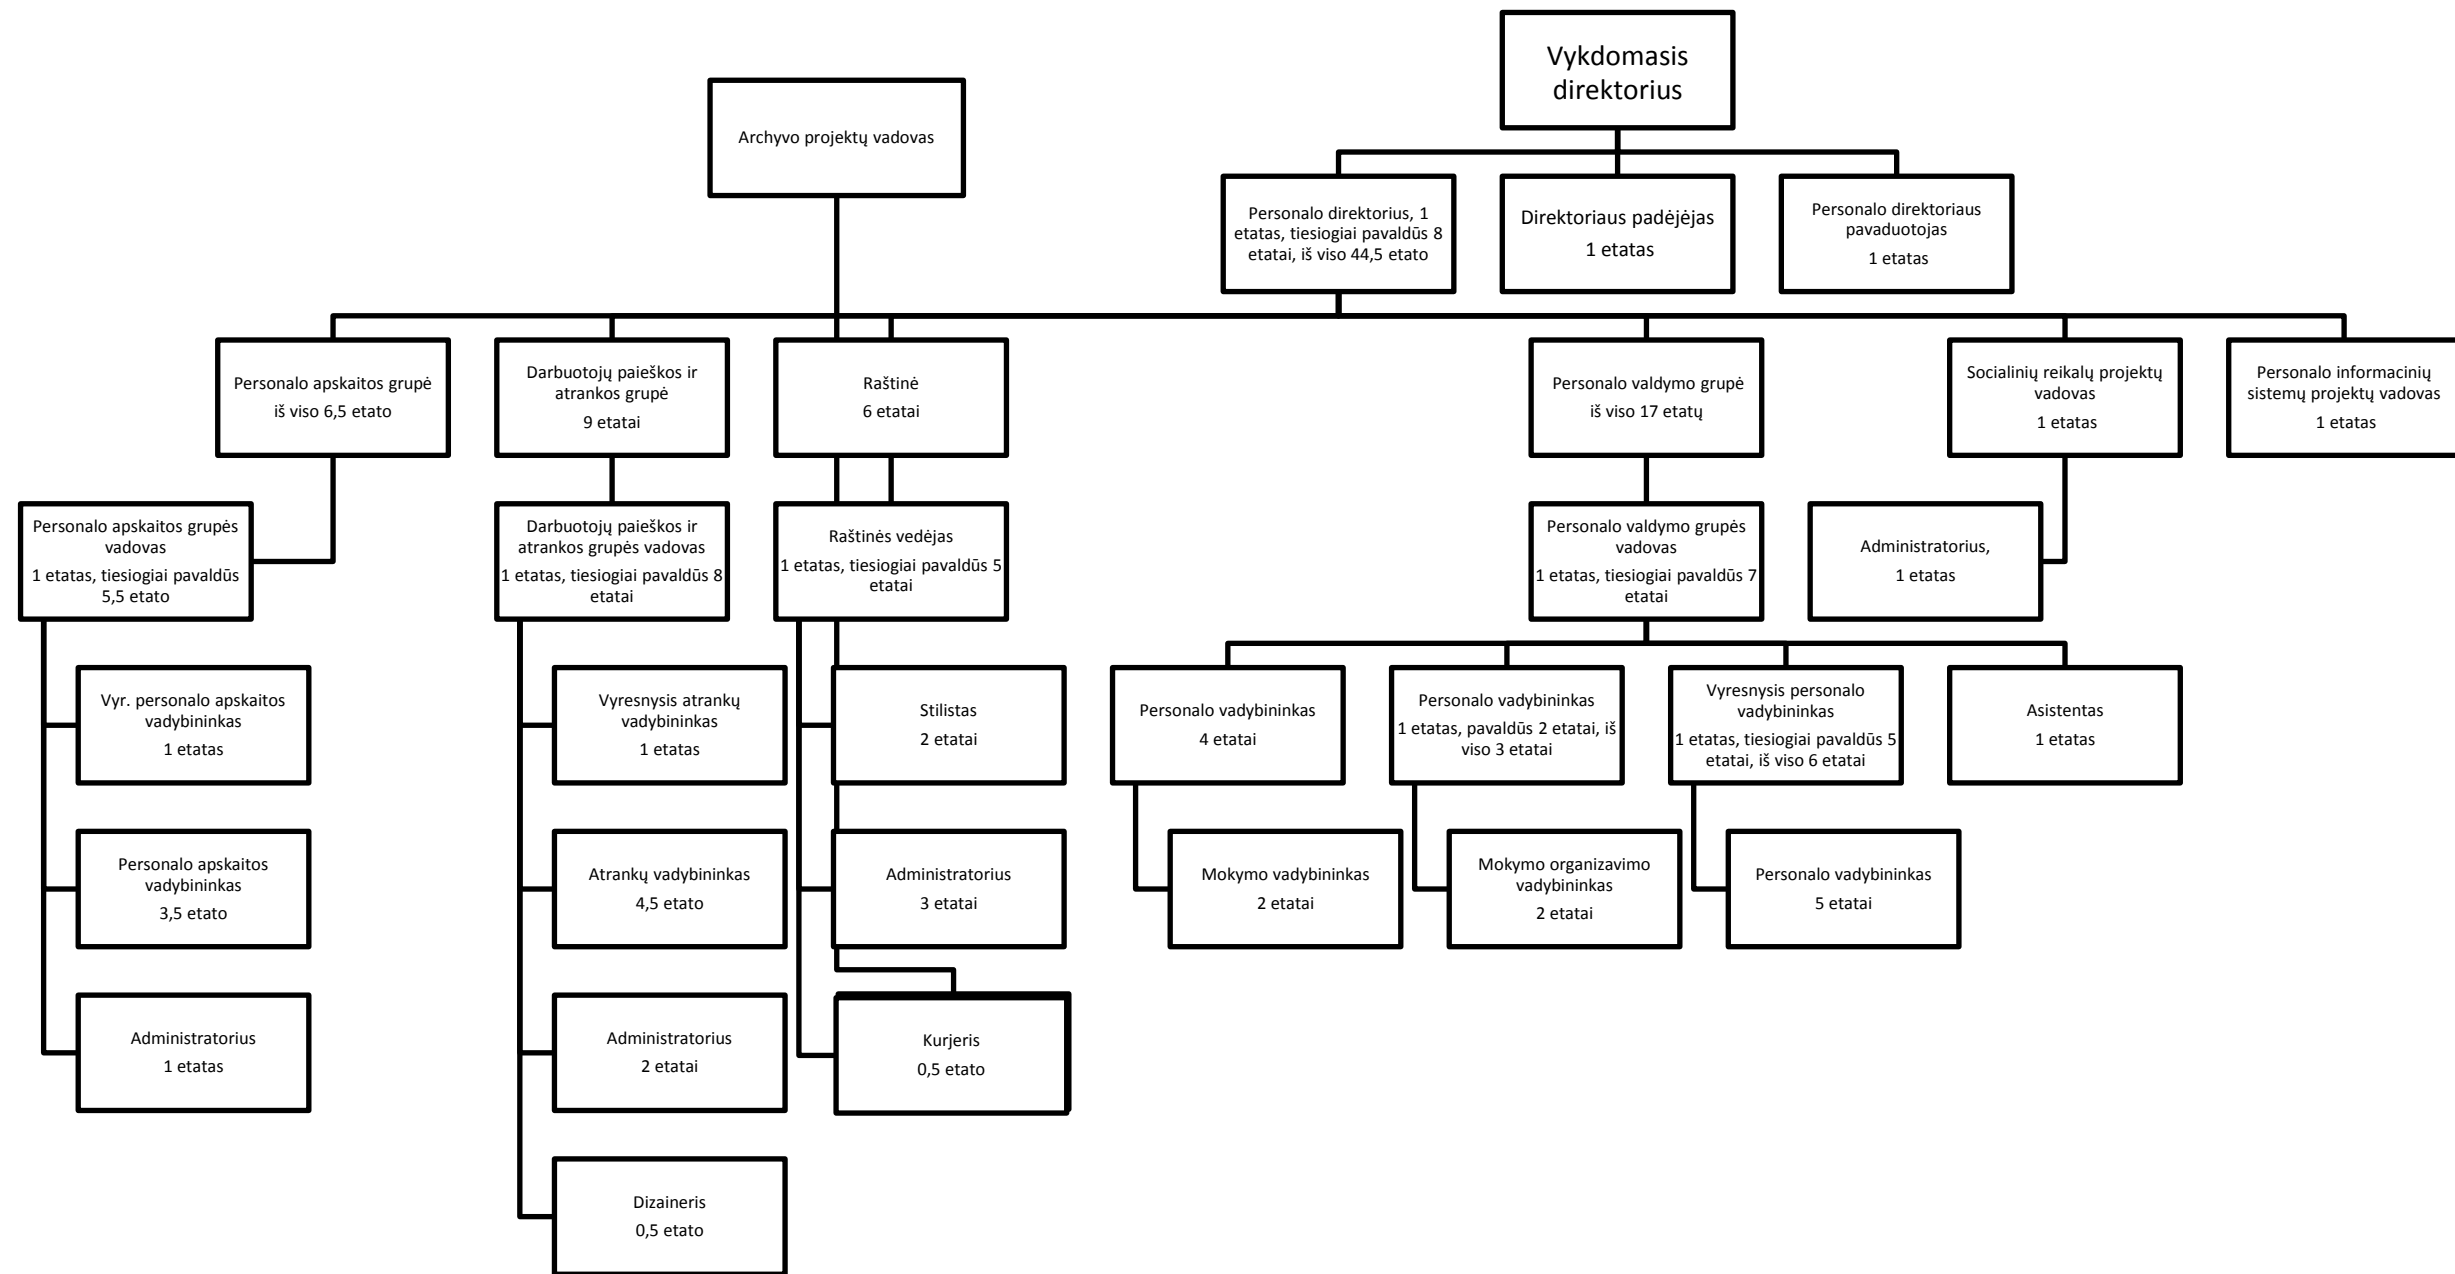 Vykdomasis
direktorius
Archyvo projektų vadovas
Personalo direktorius, 1
etatas, tiesiogiai pavaldūs 8
etatai, iš viso 44,5 etato
Direktoriaus padėjėjas
1 etatas
Personalo direktoriaus
pavaduotojas
1 etatas
Personalo apskaitos grupė
iš viso 6,5 etato
Darbuotojų paieškos ir
atrankos grupė
9 etatai
Raštinė
6 etatai
Personalo valdymo grupė
iš viso 17 etatų
Socialinių reikalų projektų
vadovas
1 etatas
Personalo informacinių
sistemų projektų vadovas
1 etatas
Personalo apskaitos grupės
vadovas
1 etatas, tiesiogiai pavaldūs
5,5 etato
Darbuotojų paieškos ir
atrankos grupės vadovas
1 etatas, tiesiogiai pavaldūs 8
etatai
Raštinės vedėjas
1 etatas, tiesiogiai pavaldūs 5
etatai
Personalo valdymo grupės
vadovas
1 etatas, tiesiogiai pavaldūs 7
etatai
Administratorius,
1 etatas
Vyr. personalo apskaitos
vadybininkas
1 etatas
Vyresnysis atrankų
vadybininkas
1 etatas
Stilistas
2 etatai
Personalo vadybininkas
4 etatai
Personalo vadybininkas
1 etatas, pavaldūs 2 etatai, iš
viso 3 etatai
Vyresnysis personalo
vadybininkas
1 etatas, tiesiogiai pavaldūs 5
etatai, iš viso 6 etatai
Asistentas
1 etatas
Personalo apskaitos
vadybininkas
3,5 etato
Atrankų vadybininkas
4,5 etato
Administratorius
3 etatai
Mokymo vadybininkas
2 etatai
Mokymo organizavimo
vadybininkas
2 etatai
Personalo vadybininkas
5 etatai
Administratorius
1 etatas
Administratorius
2 etatai
Kurjeris
0,5 etato
Dizaineris
0,5 etato